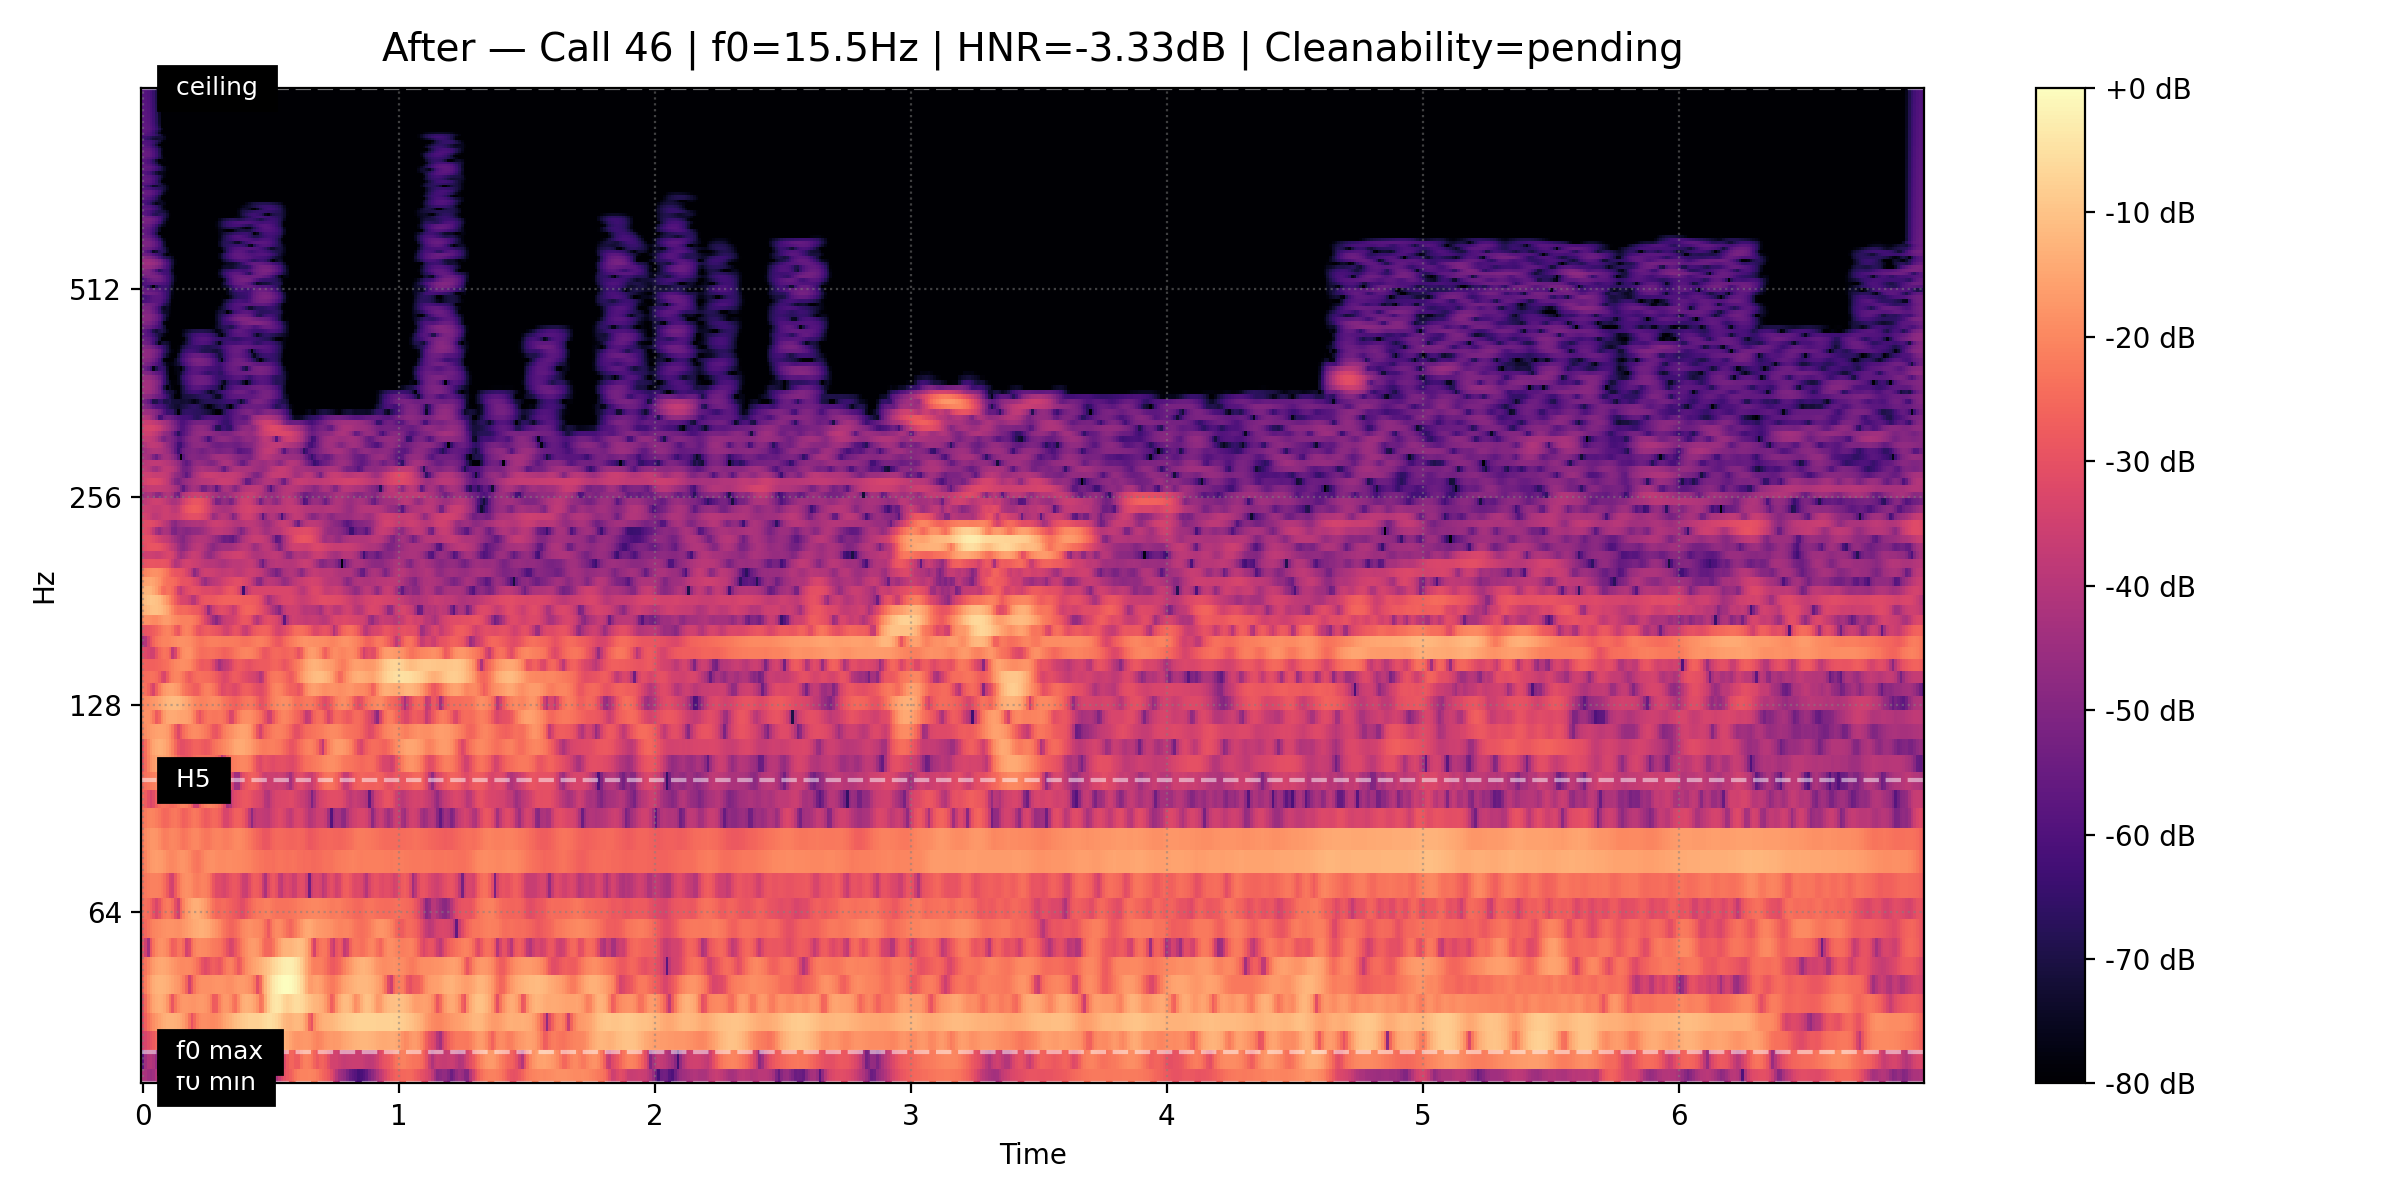 After — Call 46 | f0=15.5Hz | HNR=-3.33dB | Cleanability=pending
ceiling
+0 dB
-10 dB
-20 dB
-30 dB
-40 dB
-50 dB
-60 dB
-70 dB
-80 dB
512
256
128
64
Hz
H5
f0 max
f0 min
0 1 2 3 4 5 6
Time